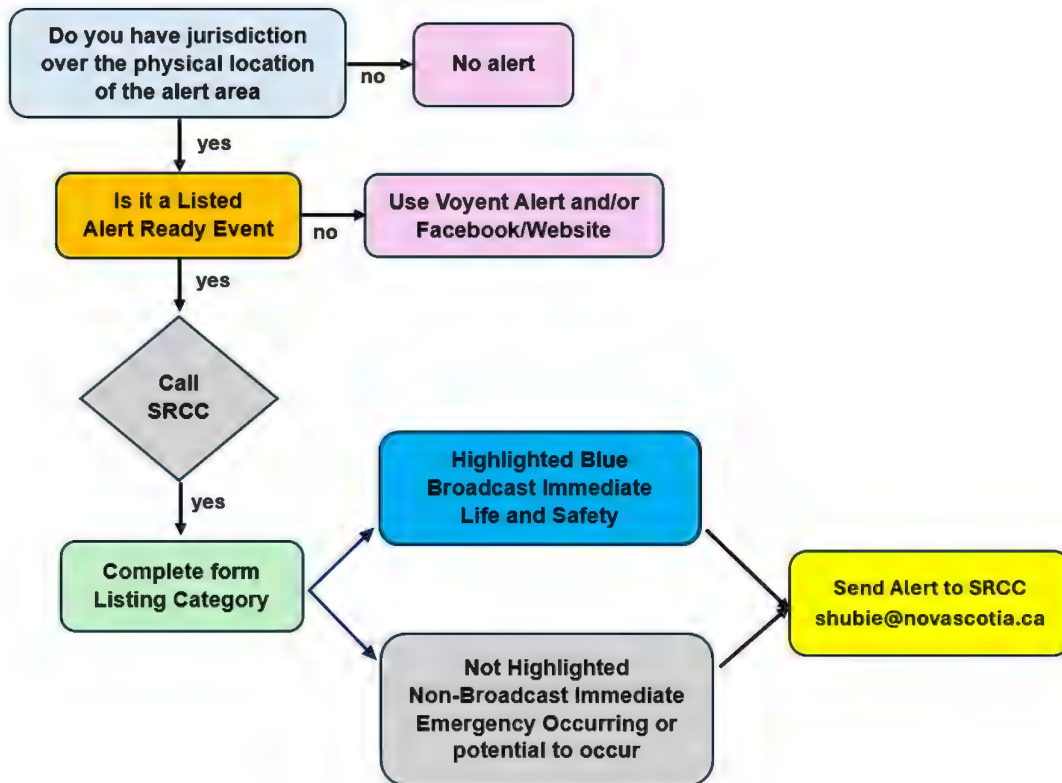 Do you have jurisdiction
over the physical location
of the alert area
no
No alert
yes
Is it a Listed
Alert Ready Event
no
Use Voyent Alert and/or
Facebook/Website
yes
Call
SRCC
yes
Complete form
Listing Category
Highlighted Blue
Broadcast Immediate
Life and Safety
Not Highlighted
Non-Broadcast Immediate
Emergency Occurring or
potential to occur
Send Alert to SRCC
shubie@novascotia.ca